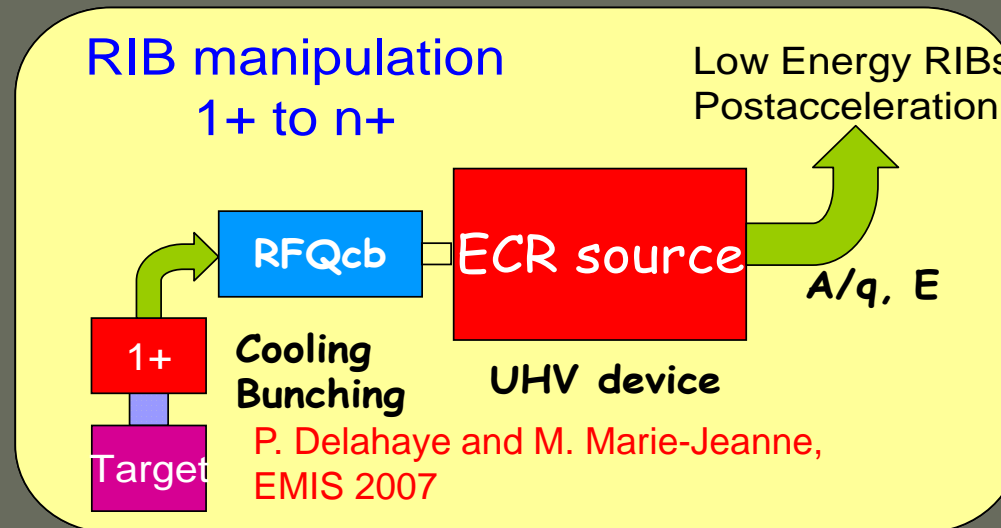 RIB manipulation
1+ to n+
Low Energy RIBs
Postacceleration
RFQcb
ECR source
A/q, E
1+
Cooling
Bunching
UHV device
Target
P. Delahaye and M. Marie-Jeanne,
EMIS 2007